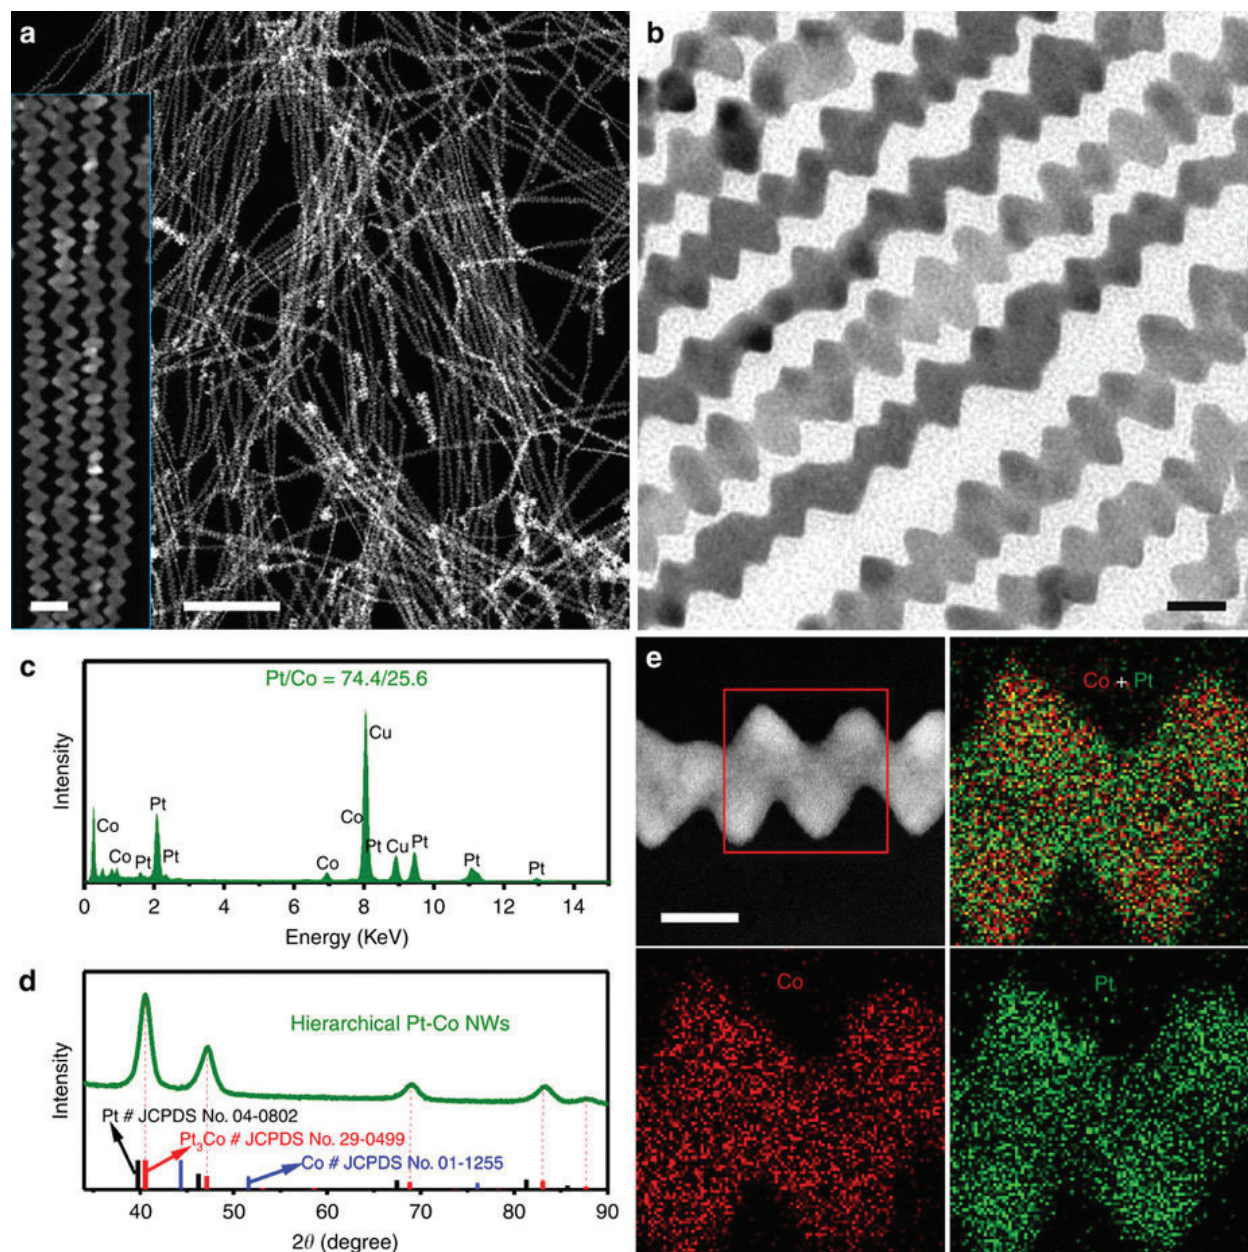 a
b
c
Pt/Co = 74.4/25.6
Intensity
Co
Co
Pt
Pt
Pt
Co
Co
Pt
Cu
Cu
Pt
Pt
Pt
0 2 4 6 8 10 12 14
Energy (KeV)
d
Hierarchical Pt-Co NWs
Intensity
Pt # JCPDS No. 04-0802
Pt3Co # JCPDS No. 29-0499
Co # JCPDS No. 01-1255
40 50 60 70 80 90
2θ (degree)
e
Co + Pt
Co
Pt